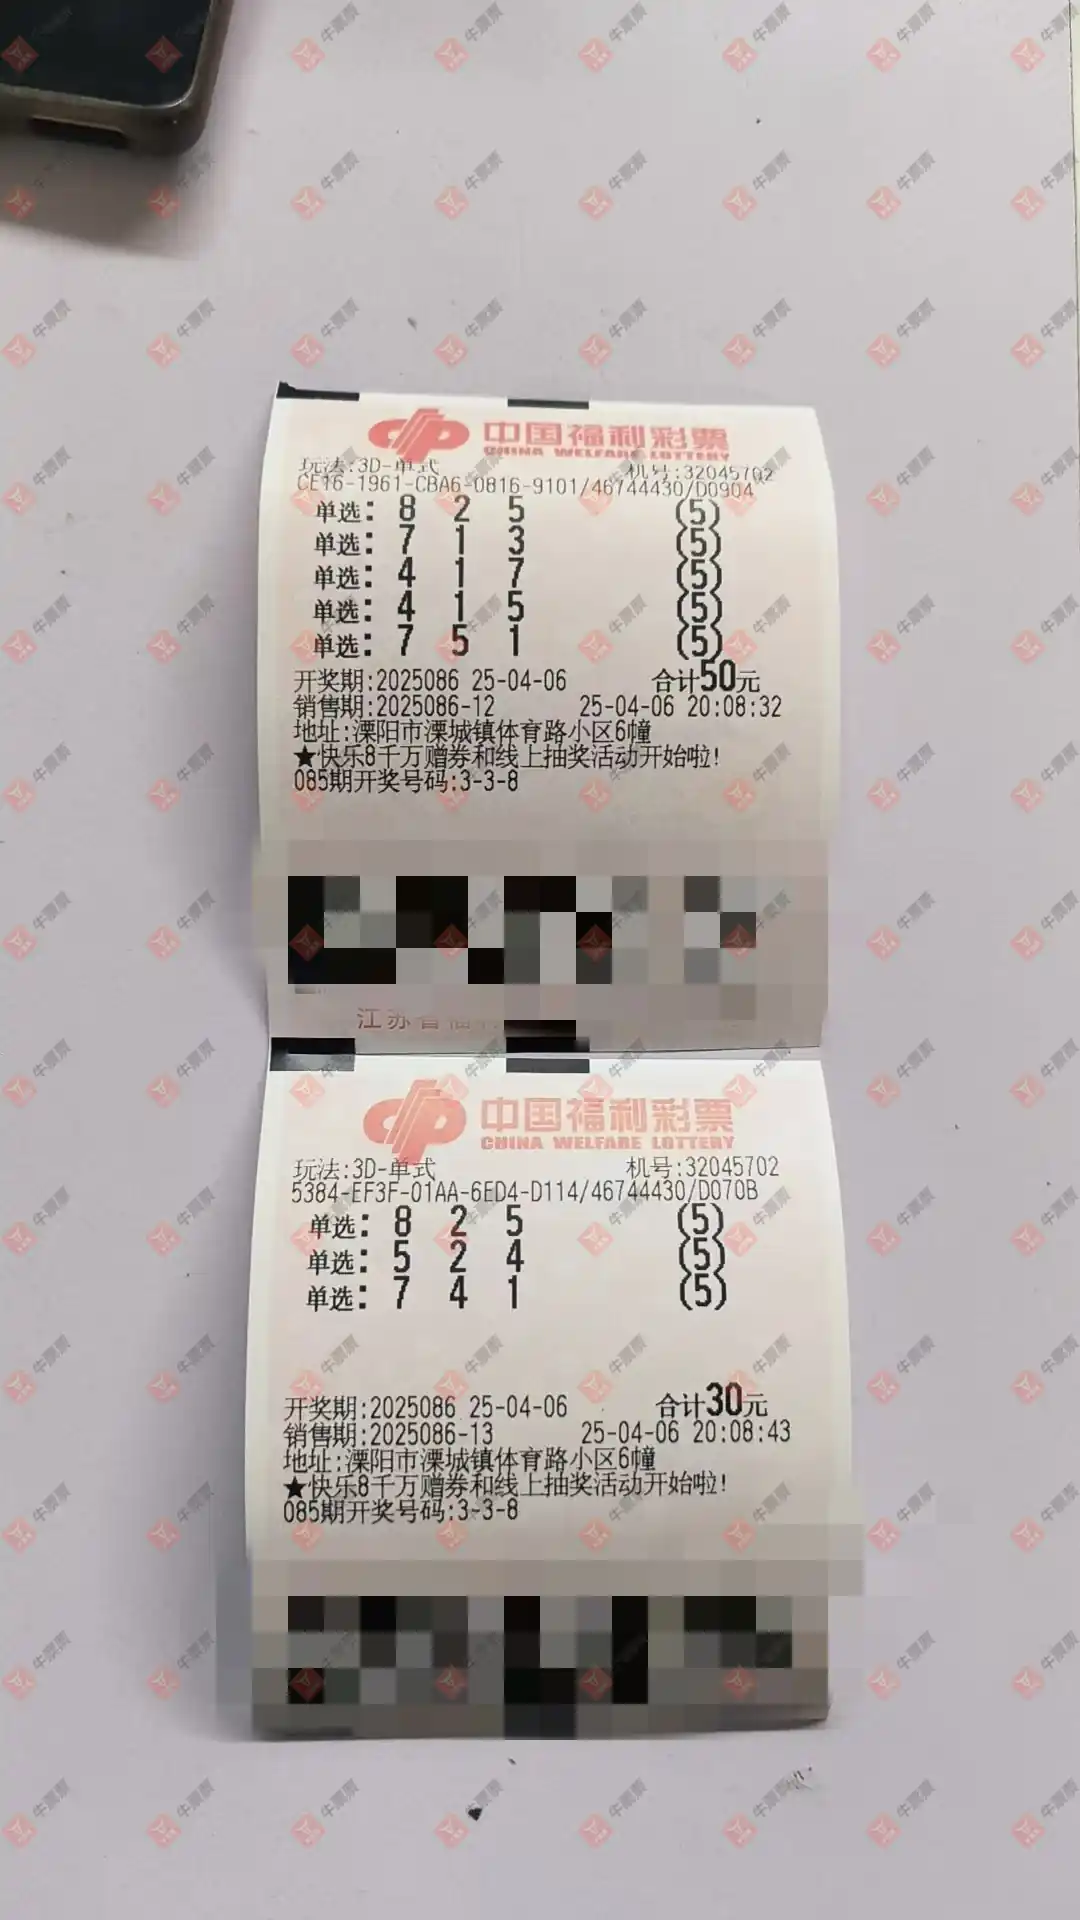 中国福利彩票
CHINA WELFARE LOTTERY
玩法:3D-单式 机号:32045702
CE16-1961-CBA6-0816-9101/46744430/D0904
单选: 8 2 5 (5)
单选: 7 1 3 (5)
单选: 4 1 7 (5)
单选: 4 1 5 (5)
单选: 7 5 1 (5)
开奖期:2025086 25-04-06 合计50元
销售期:2025086-12 25-04-06 20:08:32
地址:溧阳市溧城镇体育路小区6幢
★快乐8千万赠券和线上抽奖活动开始啦!
085期开奖号码:3-3-8
江苏省福
中国福利彩票
CHINA WELFARE LOTTERY
玩法:3D-单式 机号:32045702
5384-EF3F-01AA-6ED4-D114/46744430/D070B
单选: 8 2 5 (5)
单选: 5 2 4 (5)
单选: 7 4 1 (5)
开奖期:2025086 25-04-06 合计30元
销售期:2025086-13 25-04-06 20:08:43
地址:溧阳市溧城镇体育路小区6幢
★快乐8千万赠券和线上抽奖活动开始啦!
085期开奖号码:3-3-8
牛票票